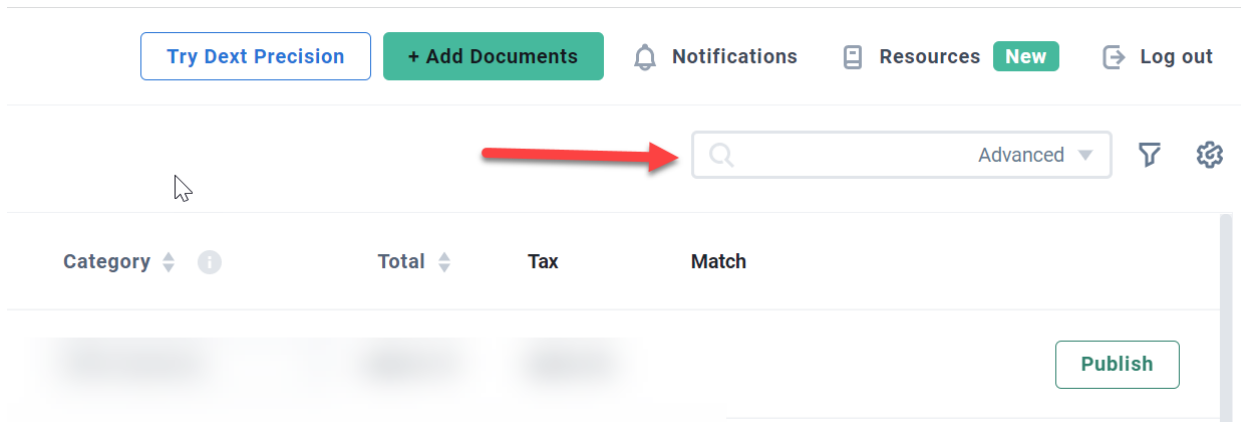 Try Dext Precision + Add Documents Notifications Resources New Log out
Advanced
Category Total Tax Match
Publish